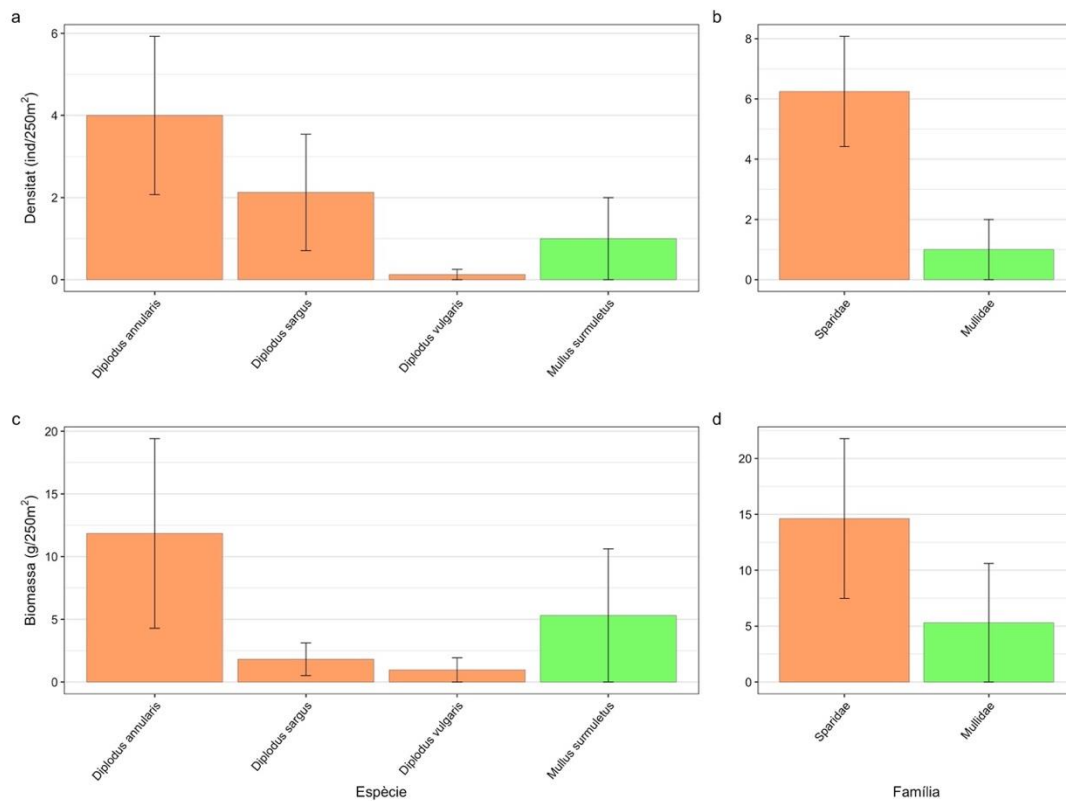 a
Densitat (ind/250m²)
6
4
2
0
Diplodus annularis
Diplodus sargus
Diplodus vulgaris
Mullus surmuletus
b
8
6
4
2
0
Sparidae
Mullidae
c
Biomassa (g/250m²)
20
15
10
5
0
Diplodus annularis
Diplodus sargus
Diplodus vulgaris
Mullus surmuletus
Espècie
d
20
15
10
5
0
Sparidae
Mullidae
Família